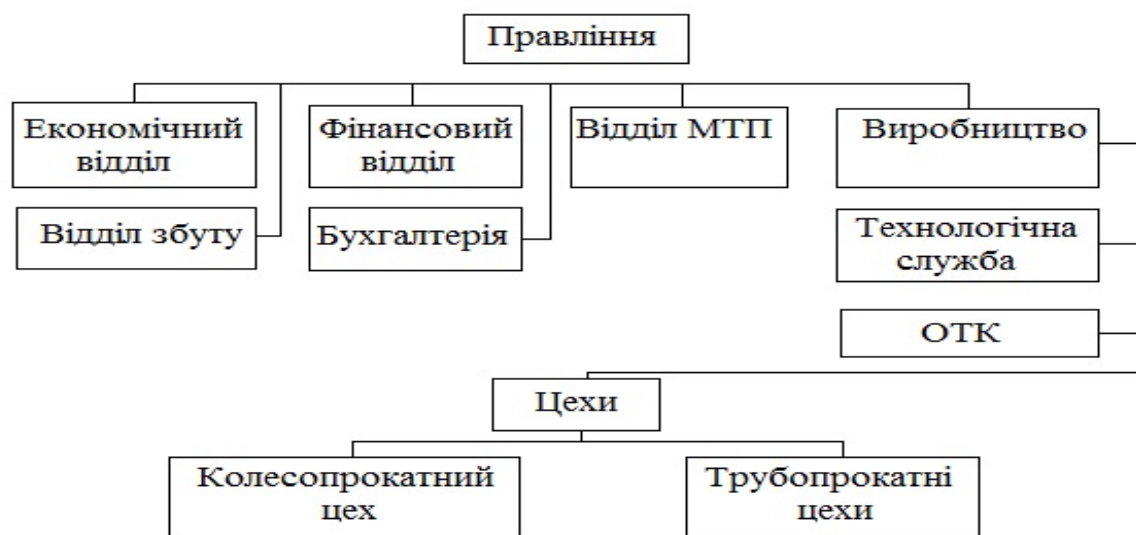 Правління
Економічний
відділ
Фінансовий
відділ
Відділ МТП
Виробництво
Відділ збуту
Бухгалтерія
Технологічна
служба
ОТК
Цехи
Колесопрокатний
цех
Трубопрокатні
цехи